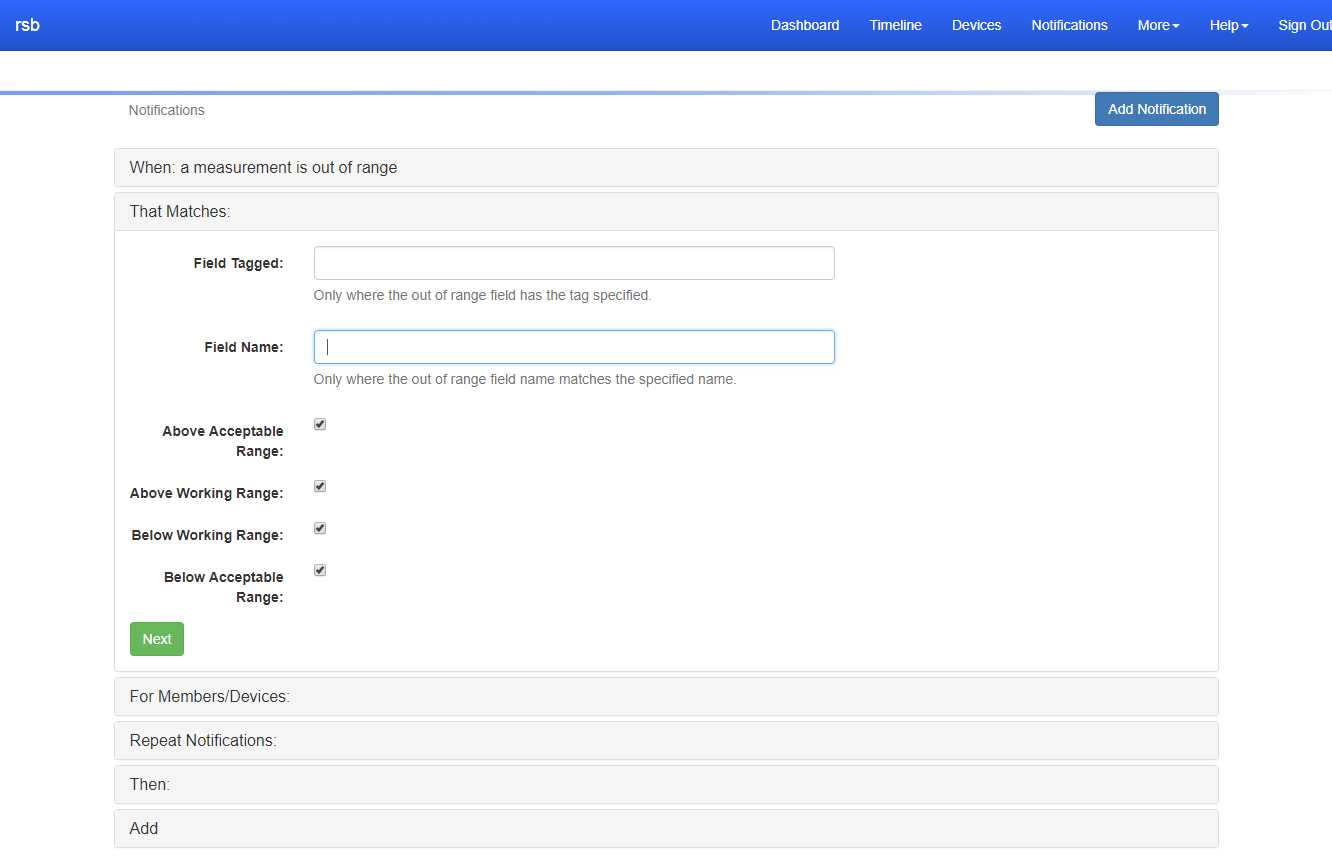 rsb Dashboard Timeline Devices Notifications More Help Sign Out
Notifications Add Notification
When: a measurement is out of range
That Matches:
Field Tagged:
Only where the out of range field has the tag specified.
Field Name:
Only where the out of range field name matches the specified name.
Above Acceptable
Range:
Above Working Range:
Below Working Range:
Below Acceptable
Range:
Next
For Members/Devices:
Repeat Notifications:
Then:
Add